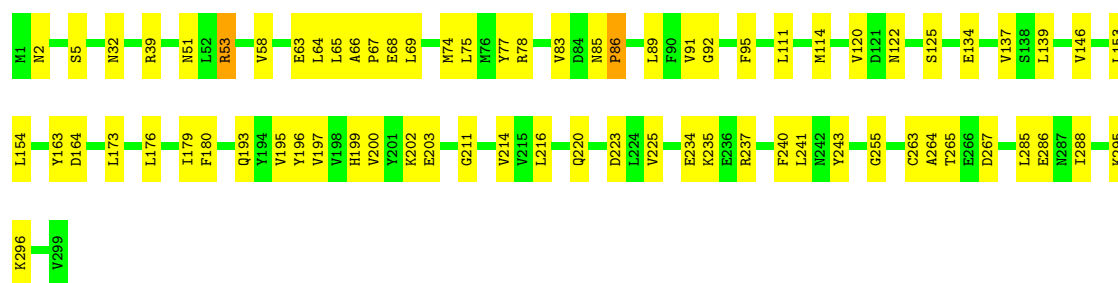 M1 N2 S5 N32 R39 N51 L52 R53 V58 E63 L64 L65 A66 P67 E68 L69 M74 L75 M76 Y77 R78 V83 D84 N85 P86 L89 F90 V91 G92 F95 L111 M114 V120 D121 N122 S125 E134 V137 S138 L139 V146 L153
L154 Y163 D164 L173 L176 I179 F180 Q193 Y194 V195 Y196 V197 V198 H199 V200 Y201 K202 E203 G211 V214 V215 L216 Q220 D223 L224 V225 E234 K235 E236 R237 F240 L241 N242 Y243 G255 C263 A264 T265 E266 D267 L285 E286 N287 I288 K295
K296 V299